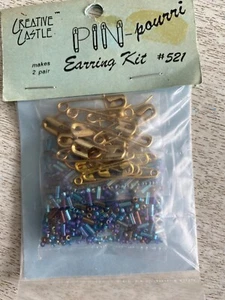 CREATIVE CASTLE
PIN-pourri
makes 2 pair
Earring Kit #521